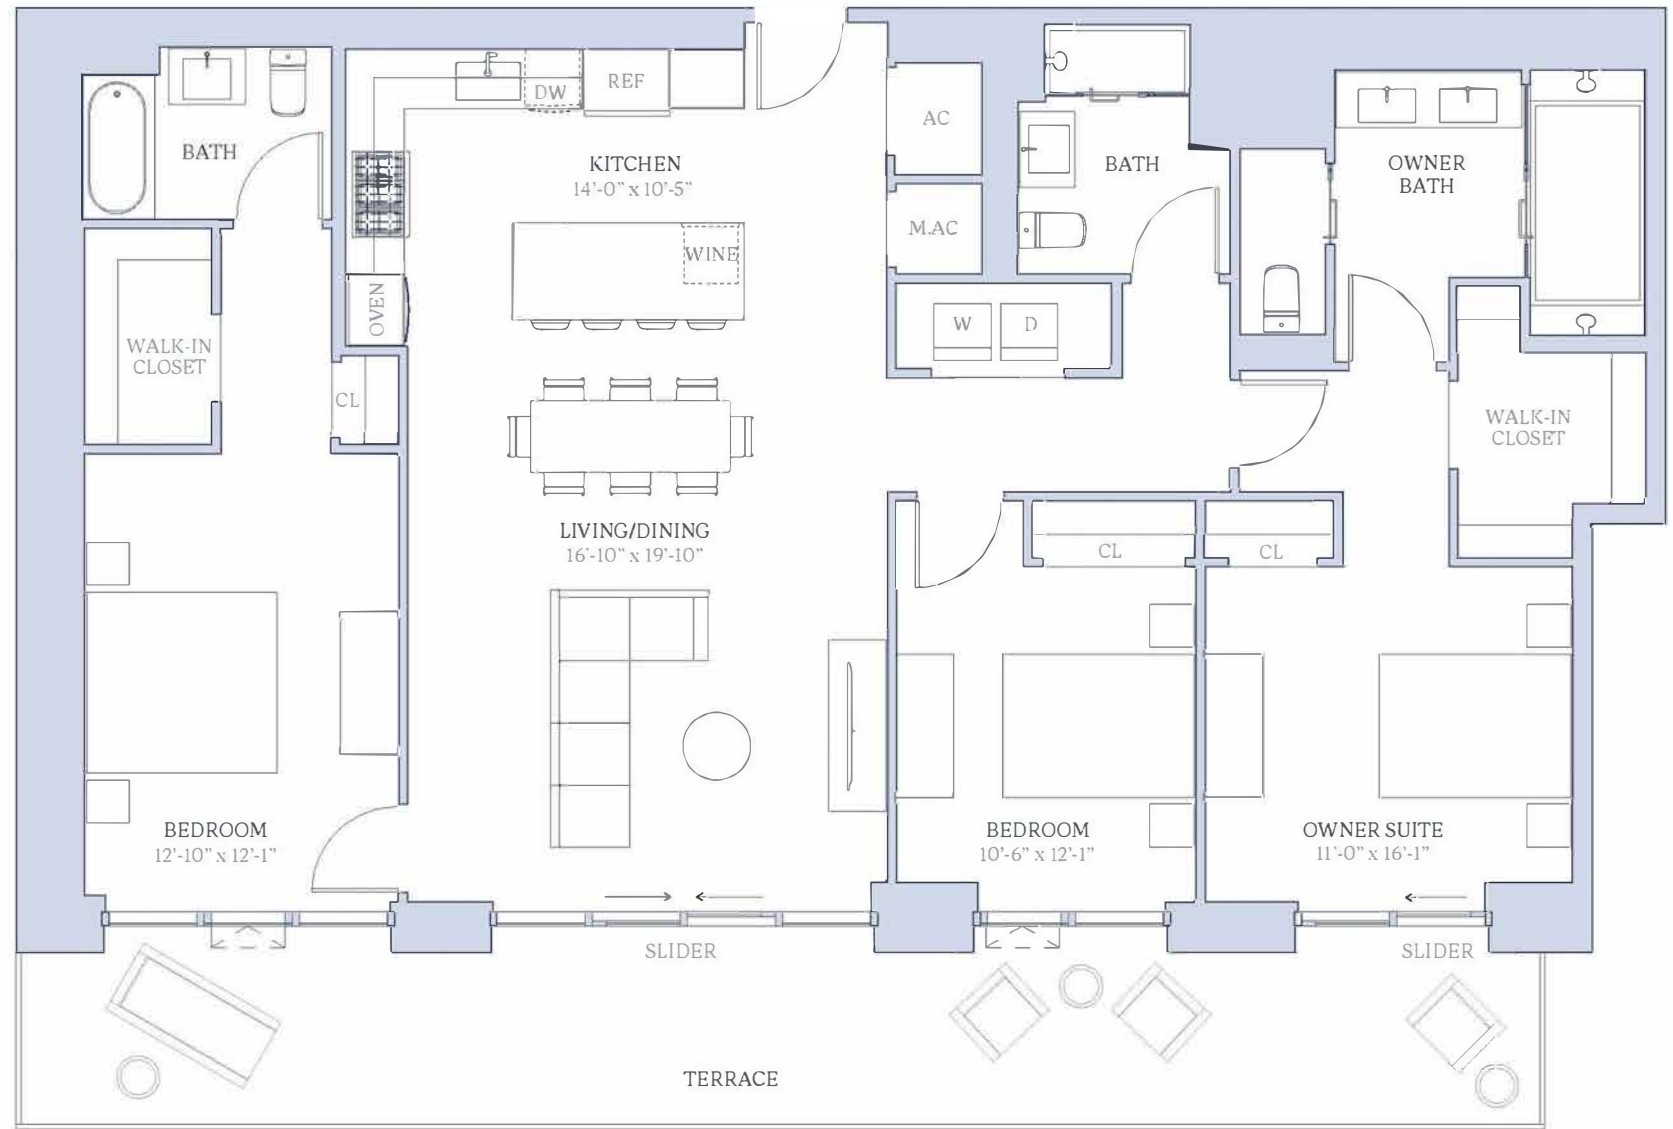 REF
DW
AC
BATH
KITCHEN
14'-0" x 10'-5"
BATH
OWNER
BATH
M.AC
WINE
OVEN
W
D
WALK-IN
CLOSET
CL
WALK-IN
CLOSET
LIVING/DINING
16'-10" x 19'-10"
CL
CL
BEDROOM
12'-10" x 12'-1"
BEDROOM
10'-6" x 12'-1"
OWNER SUITE
11'-0" x 16'-1"
SLIDER
SLIDER
TERRACE